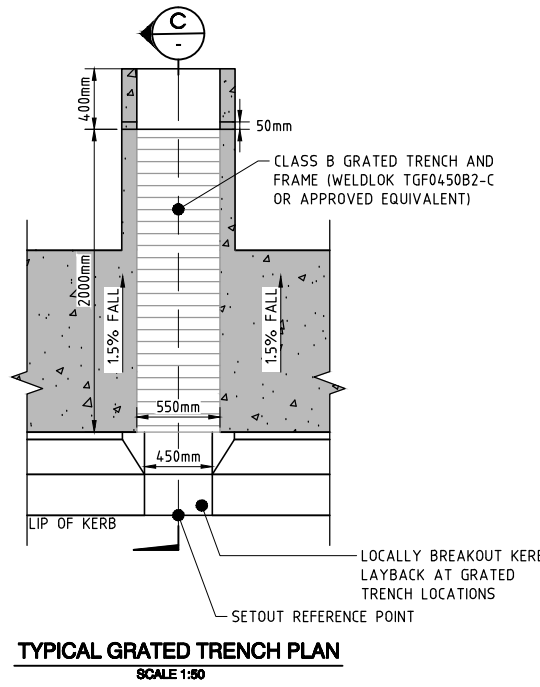 C
-
400mm
50mm
CLASS B GRATED TRENCH AND
FRAME (WELDLOK TGF0450B2-C
OR APPROVED EQUIVALENT)
2000mm
1.5% FALL
1.5% FALL
550mm
450mm
LIP OF KERB
LOCALLY BREAKOUT KERB
LAYBACK AT GRATED
TRENCH LOCATIONS
SETOUT REFERENCE POINT
TYPICAL GRATED TRENCH PLAN
SCALE 1:50